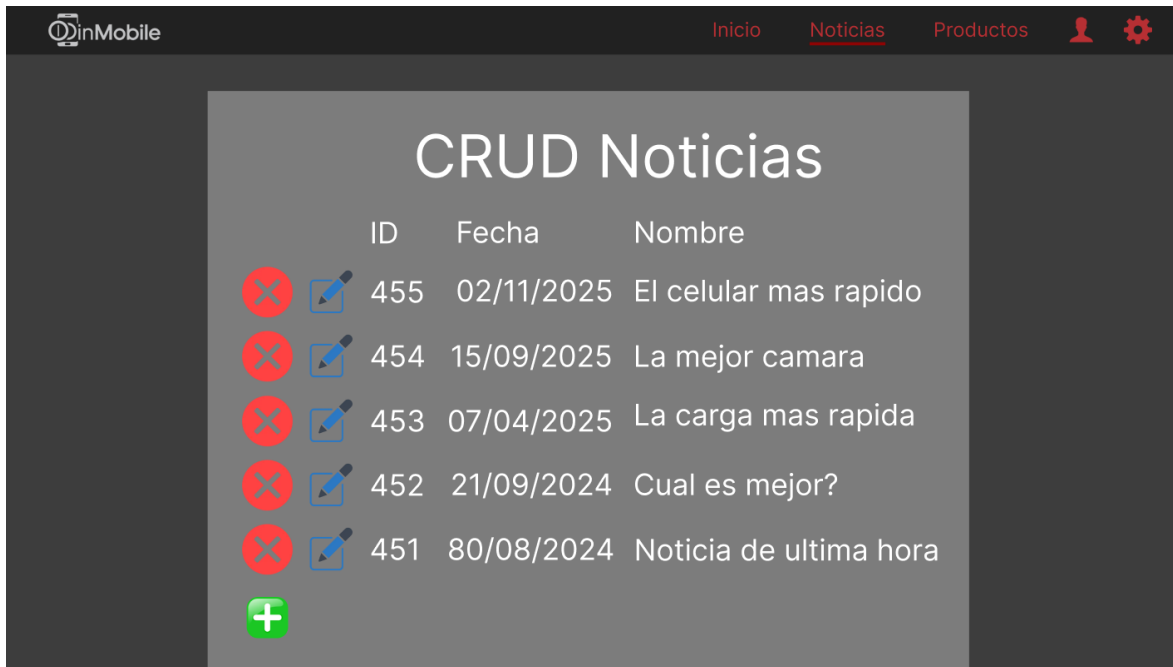 OdinMobile
Inicio Noticias Productos
CRUD Noticias
ID Fecha Nombre
455 02/11/2025 El celular mas rapido
454 15/09/2025 La mejor camara
453 07/04/2025 La carga mas rapida
452 21/09/2024 Cual es mejor?
451 80/08/2024 Noticia de ultima hora